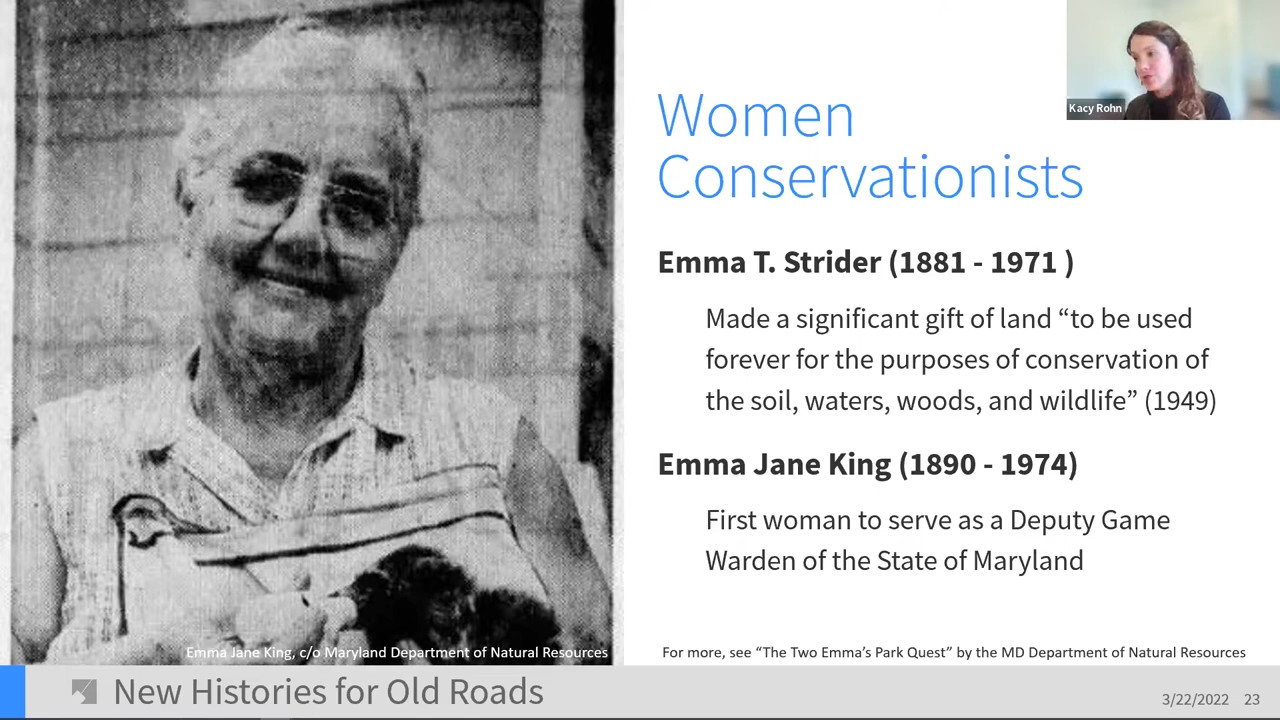 Kacy Rohn
Women
Conservationists
Emma T. Strider (1881 - 1971 )
Made a significant gift of land “to be used
forever for the purposes of conservation of
the soil, waters, woods, and wildlife” (1949)
Emma Jane King (1890 - 1974)
First woman to serve as a Deputy Game
Warden of the State of Maryland
Emma Jane King, c/o Maryland Department of Natural Resources
For more, see “The Two Emma’s Park Quest” by the MD Department of Natural Resources
New Histories for Old Roads
3/22/2022 23